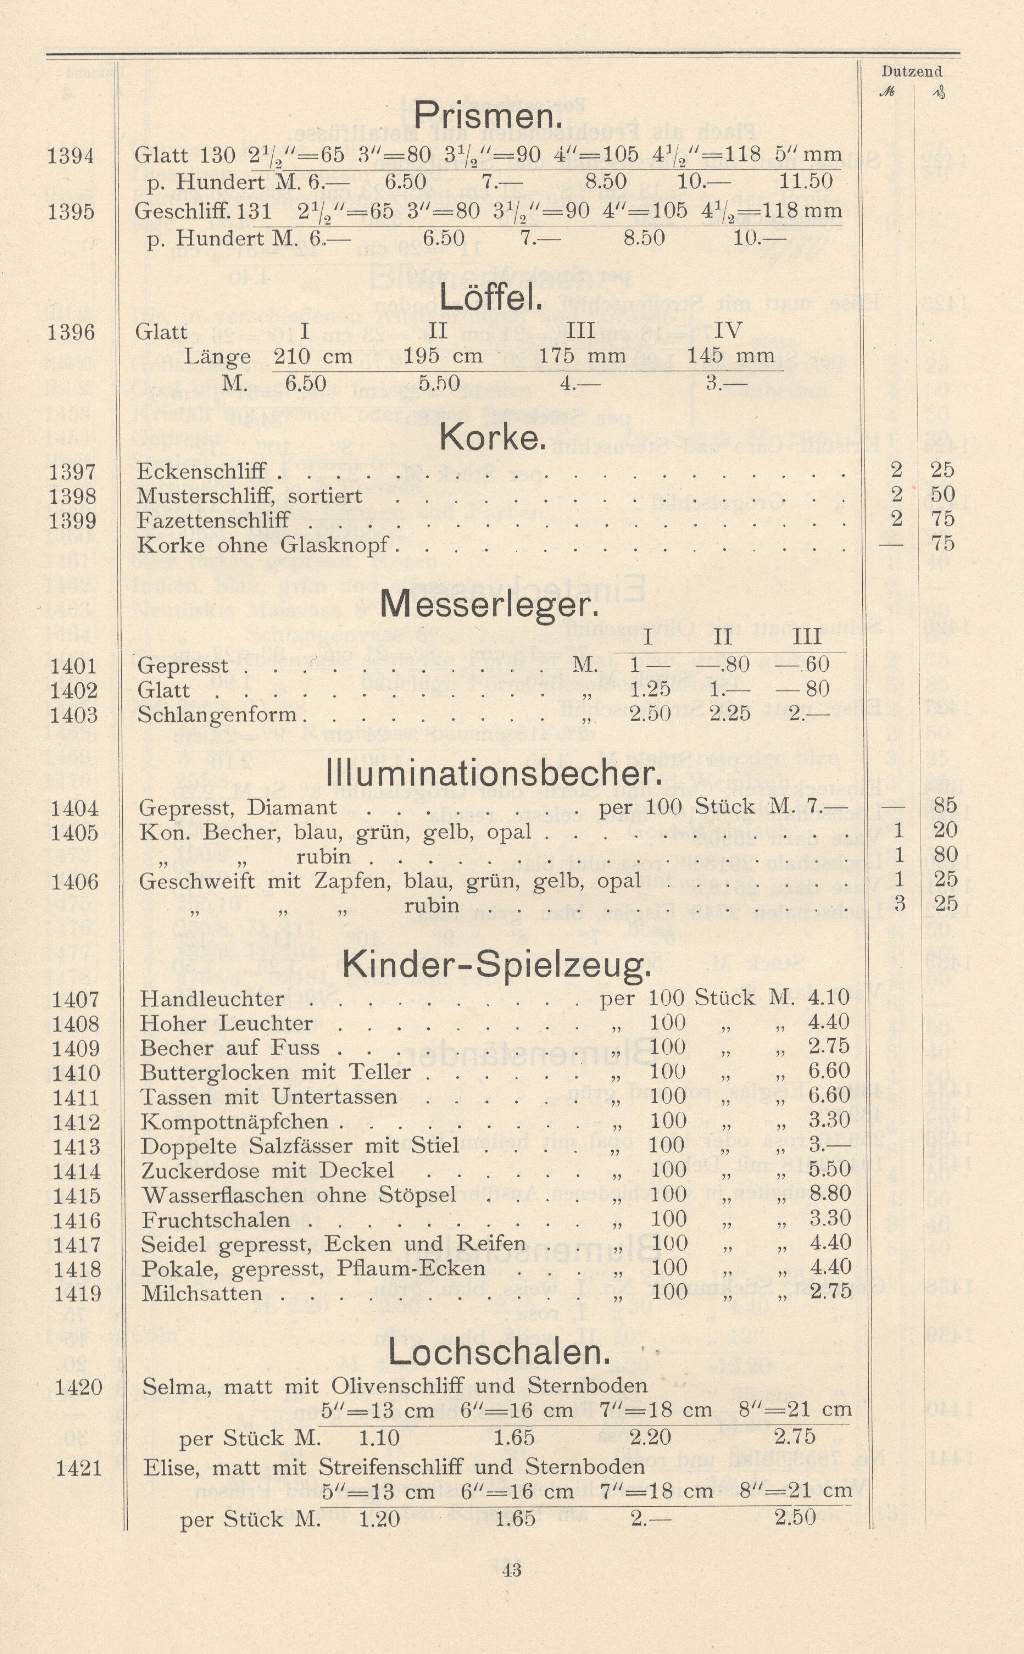 Dutzend
ℳ ₰
Prismen.
1394 Glatt 130 2¹/₂″=65 3″=80 3¹/₂″=90 4″=105 4¹/₂″=118 5″ mm
p. Hundert M. 6.— 6.50 7.— 8.50 10.— 11.50
1395 Geschliff. 131 2¹/₂″=65 3″=80 3¹/₂″=90 4″=105 4¹/₂=118 mm
p. Hundert M. 6.— 6.50 7.— 8.50 10.—
Löffel.
1396 Glatt I II III IV
Länge 210 cm 195 cm 175 mm 145 mm
M. 6.50 5.50 4.— 3.—
Korke.
1397 Eckenschliff . . . . . . . . . . . . . . . . . . . . 2 25
1398 Musterschliff, sortiert . . . . . . . . . . . . . . . . 2 50
1399 Fazettenschliff . . . . . . . . . . . . . . . . . . . 2 75
Korke ohne Glasknopf . . . . . . . . . . . . . . . . — 75
Messerleger.
I II III
1401 Gepresst . . . . . . . . . . . . M. 1 — —.80 —.60
1402 Glatt . . . . . . . . . . . . . „ 1.25 1.— — 80
1403 Schlangenform . . . . . . . . . „ 2.50 2.25 2.—
Illuminationsbecher.
1404 Gepresst, Diamant . . . . . . . . per 100 Stück M. 7.— — 85
1405 Kon. Becher, blau, grün, gelb, opal . . . . . . . . . . . 1 20
„ „ rubin . . . . . . . . . . . . . . . . . 1 80
1406 Geschweift mit Zapfen, blau, grün, gelb, opal . . . . . . . 1 25
„ „ „ rubin . . . . . . . . . . . . . 3 25
Kinder-Spielzeug.
1407 Handleuchter . . . . . . . . . . per 100 Stück M. 4.10
1408 Hoher Leuchter . . . . . . . . . „ 100 „ „ 4.40
1409 Becher auf Fuss . . . . . . . . . „ 100 „ „ 2.75
1410 Butterglocken mit Teller . . . . . . „ 100 „ „ 6.60
1411 Tassen mit Untertassen . . . . . . „ 100 „ „ 6.60
1412 Kompottnäpfchen . . . . . . . . . „ 100 „ „ 3.30
1413 Doppelte Salzfässer mit Stiel . . . . „ 100 „ „ 3.—
1414 Zuckerdose mit Deckel . . . . . . „ 100 „ „ 5.50
1415 Wasserflaschen ohne Stöpsel . . . . „ 100 „ „ 8.80
1416 Fruchtschalen . . . . . . . . . . „ 100 „ „ 3.30
1417 Seidel gepresst, Ecken und Reifen . . „ 100 „ „ 4.40
1418 Pokale, gepresst, Pflaum-Ecken . . . . „ 100 „ „ 4.40
1419 Milchsatten . . . . . . . . . . . „ 100 „ „ 2.75
Lochschalen.
1420 Selma, matt mit Olivenschliff und Sternboden
5″=13 cm 6″=16 cm 7″=18 cm 8″=21 cm
per Stück M. 1.10 1.65 2.20 2.75
1421 Elise, matt mit Streifenschliff und Sternboden
5″=13 cm 6″=16 cm 7″=18 cm 8″=21 cm
per Stück M. 1.20 1.65 2.— 2.50
43